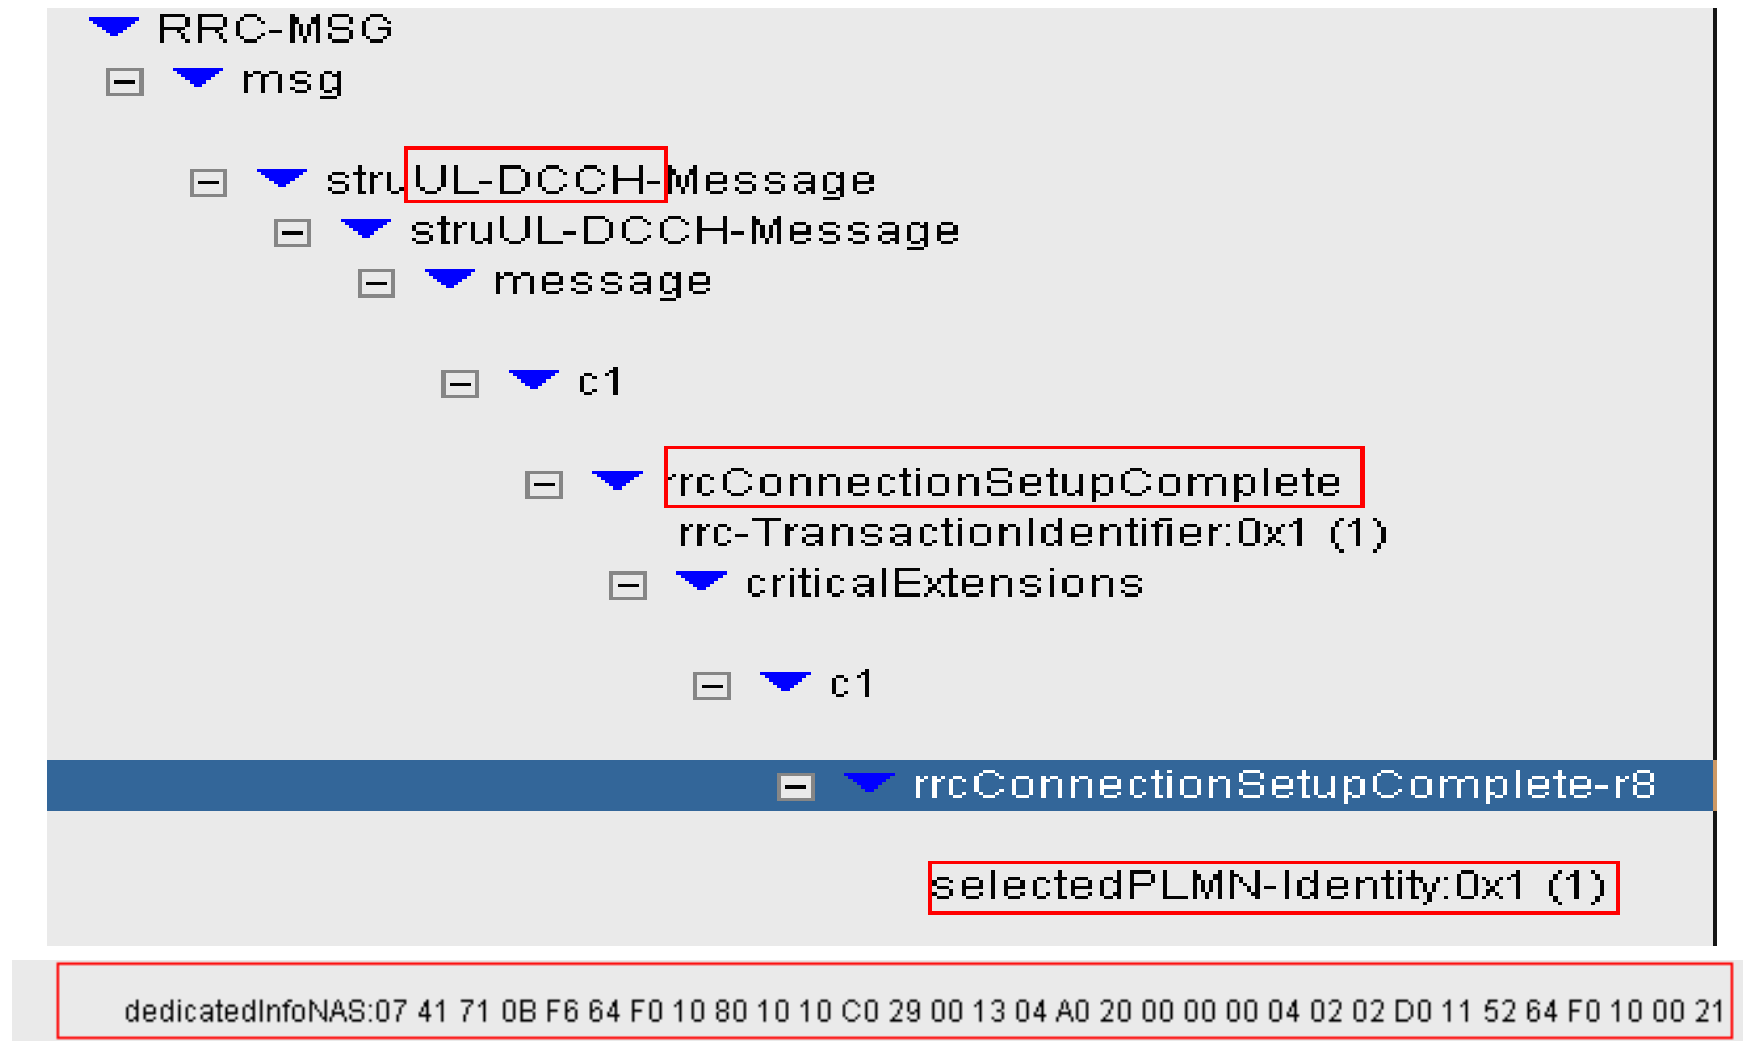 RRC-MSG
msg
struUL-DCCH-Message
struUL-DCCH-Message
message
c1
rrcConnectionSetupComplete
rrc-TransactionIdentifier:0x1 (1)
criticalExtensions
c1
rrcConnectionSetupComplete-r8
selectedPLMN-Identity:0x1 (1)
dedicatedInfoNAS:07 41 71 0B F6 64 F0 10 80 10 10 C0 29 00 13 04 A0 20 00 00 00 04 02 02 D0 11 52 64 F0 10 00 21